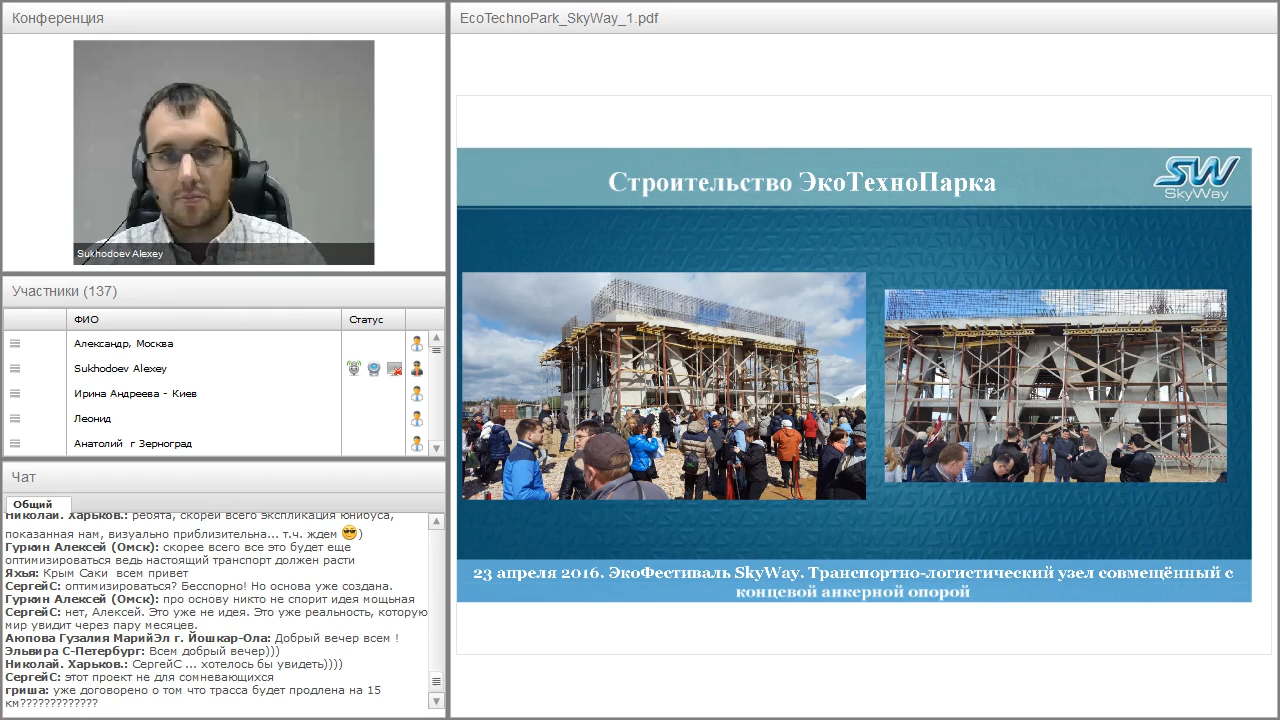 Конференция
Sukhodoev Alexey
Участники (137)
ФИО
Статус
Александр, Москва
Sukhodoev Alexey
Ирина Андреева - Киев
Леонид
Анатолий г Зерноград
Чат
Общий
Николай. Харьков.: ребята, скорей всего экспликация юнибуса,
показанная нам, визуально приблизительна... т.ч. ждем )
Гуркин Алексей (Омск): скорее всего все это будет еще
оптимизироваться ведь настоящий транспорт должен расти
Яхья: Крым Саки всем привет
СергейС: оптимизироваться? Бесспорно! Но основа уже создана.
Гуркин Алексей (Омск): про основу никто не спорит идея мощьная
СергейС: нет, Алексей. Это уже не идея. Это уже реальность, которую
мир увидит через пару месяцев.
Аюпова Гузалия МарийЭл г. Йошкар-Ола: Добрый вечер всем !
Эльвира С-Петербург: Всем добрый вечер)))
Николай. Харьков.: СергейС ... хотелось бы увидеть))))
СергейС: этот проект не для сомневающихся
гриша: уже договорено о тем что трасса будет продлена на 15
км?????????????
EcoTechnoPark_SkyWay_1.pdf
Строительство ЭкоТехноПарка
SW
SkyWay
23 апреля 2016. ЭкоФестиваль SkyWay. Транспортно-логистический узел совмещённый с
концевой анкерной опорой